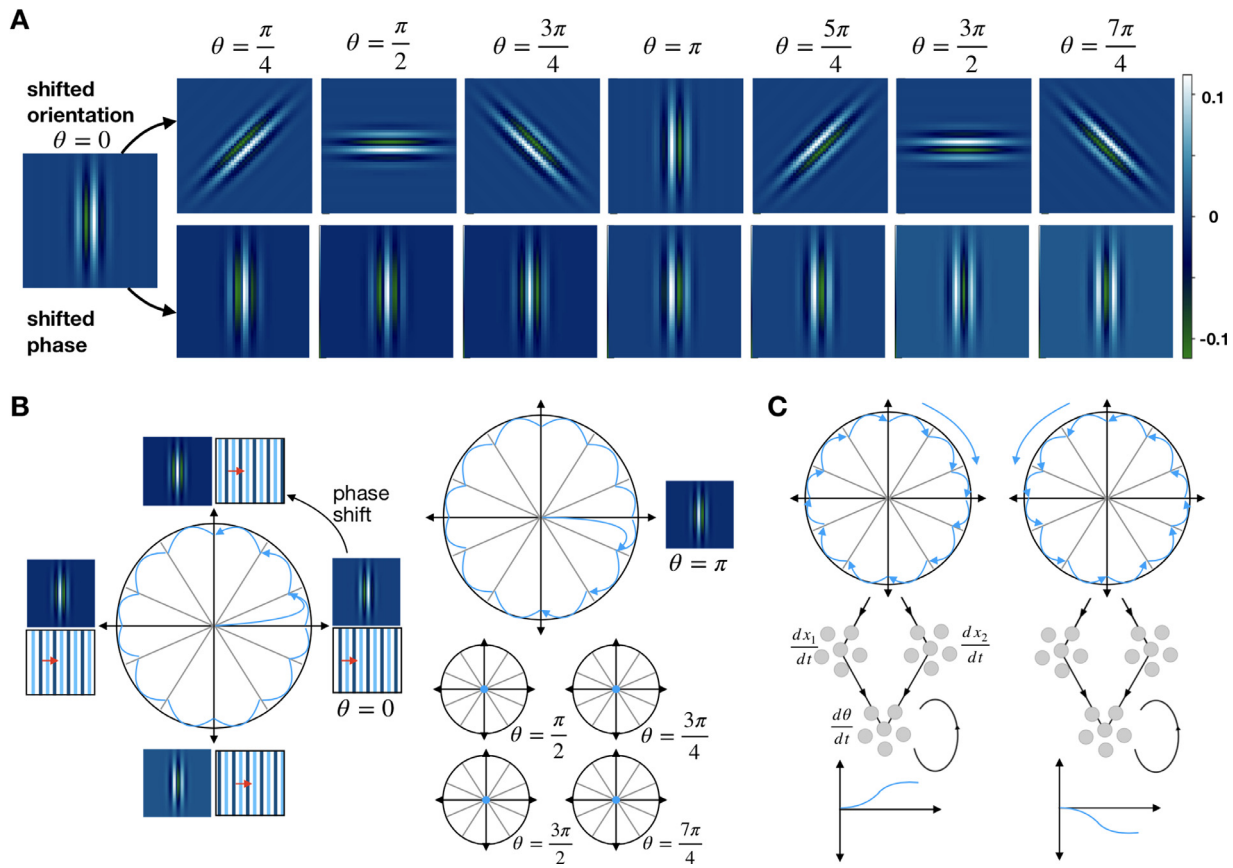 A
θ = π/4
θ = π/2
θ = 3π/4
θ = π
θ = 5π/4
θ = 3π/2
θ = 7π/4
shifted
orientation
θ = 0
0.1
0
-0.1
shifted
phase
B
phase
shift
θ = 0
θ = π
θ = π/2
θ = 3π/4
θ = 3π/2
θ = 7π/4
C
dx₁/dt
dx₂/dt
dθ/dt